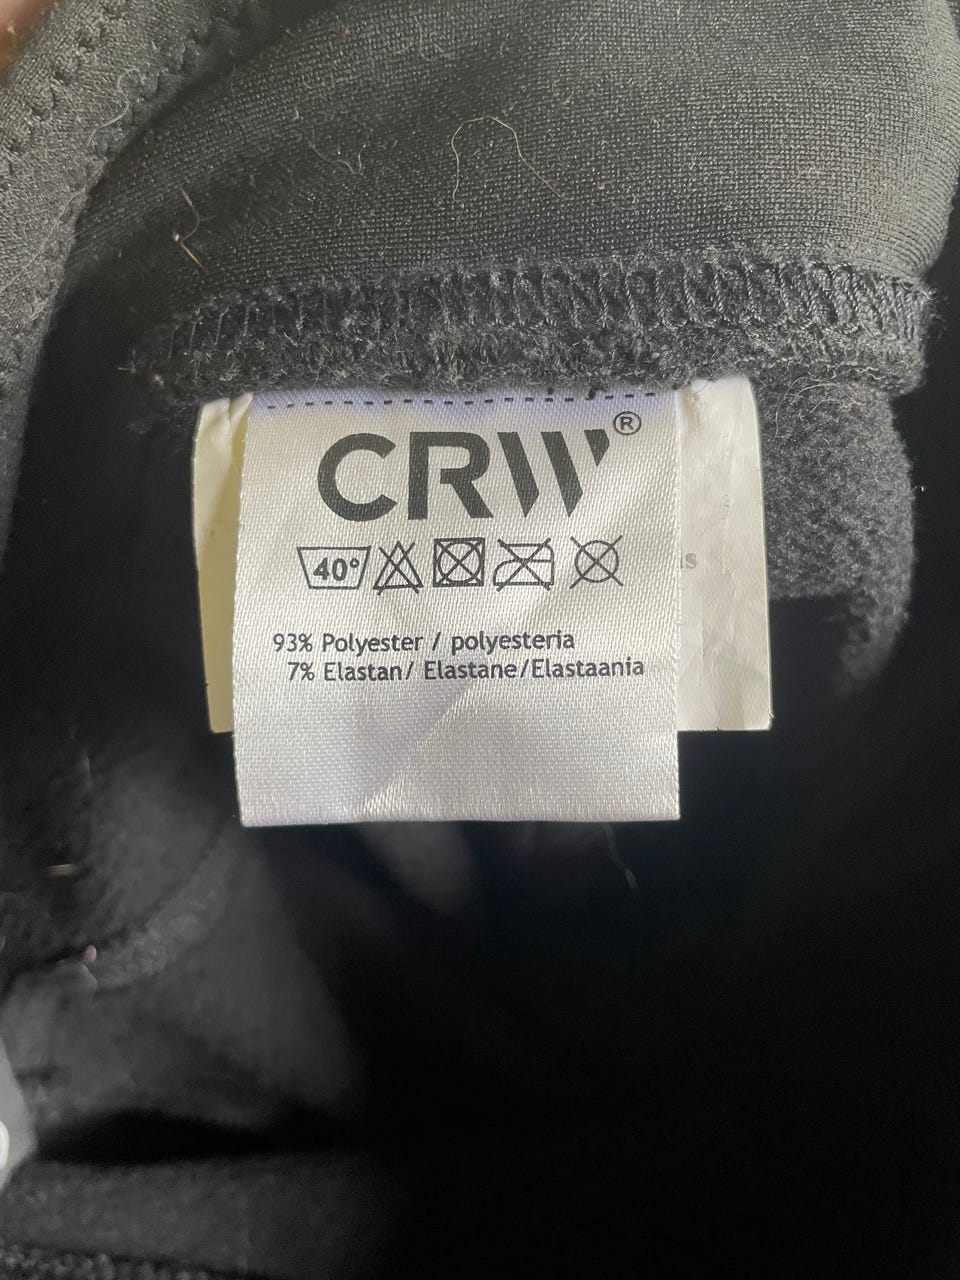 CRW®
40°
93% Polyester / polyesteria
7% Elastan/ Elastane/Elastaania